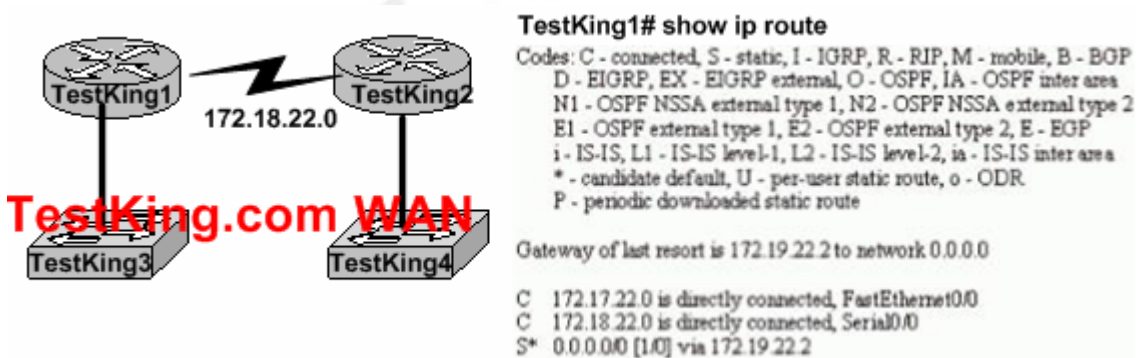 TestKing1
TestKing2
172.18.22.0
TestKing.com WAN
TestKing3
TestKing4
TestKing1# show ip route
Codes: C - connected, S - static, I - IGRP, R - RIP, M - mobile, B - BGP
D - EIGRP, EX - EIGRP external, O - OSPF, IA - OSPF inter area
N1 - OSPF NSSA external type 1, N2 - OSPF NSSA external type 2
E1 - OSPF external type 1, E2 - OSPF external type 2, E - EGP
i - IS-IS, L1 - IS-IS level-1, L2 - IS-IS level-2, ia - IS-IS inter area
* - candidate default, U - per-user static route, o - ODR
P - periodic downloaded static route
Gateway of last resort is 172.19.22.2 to network 0.0.0.0
C 172.17.22.0 is directly connected, FastEthernet0/0
C 172.18.22.0 is directly connected, Serial0/0
S* 0.0.0.0/0 [1/0] via 172.19.22.2